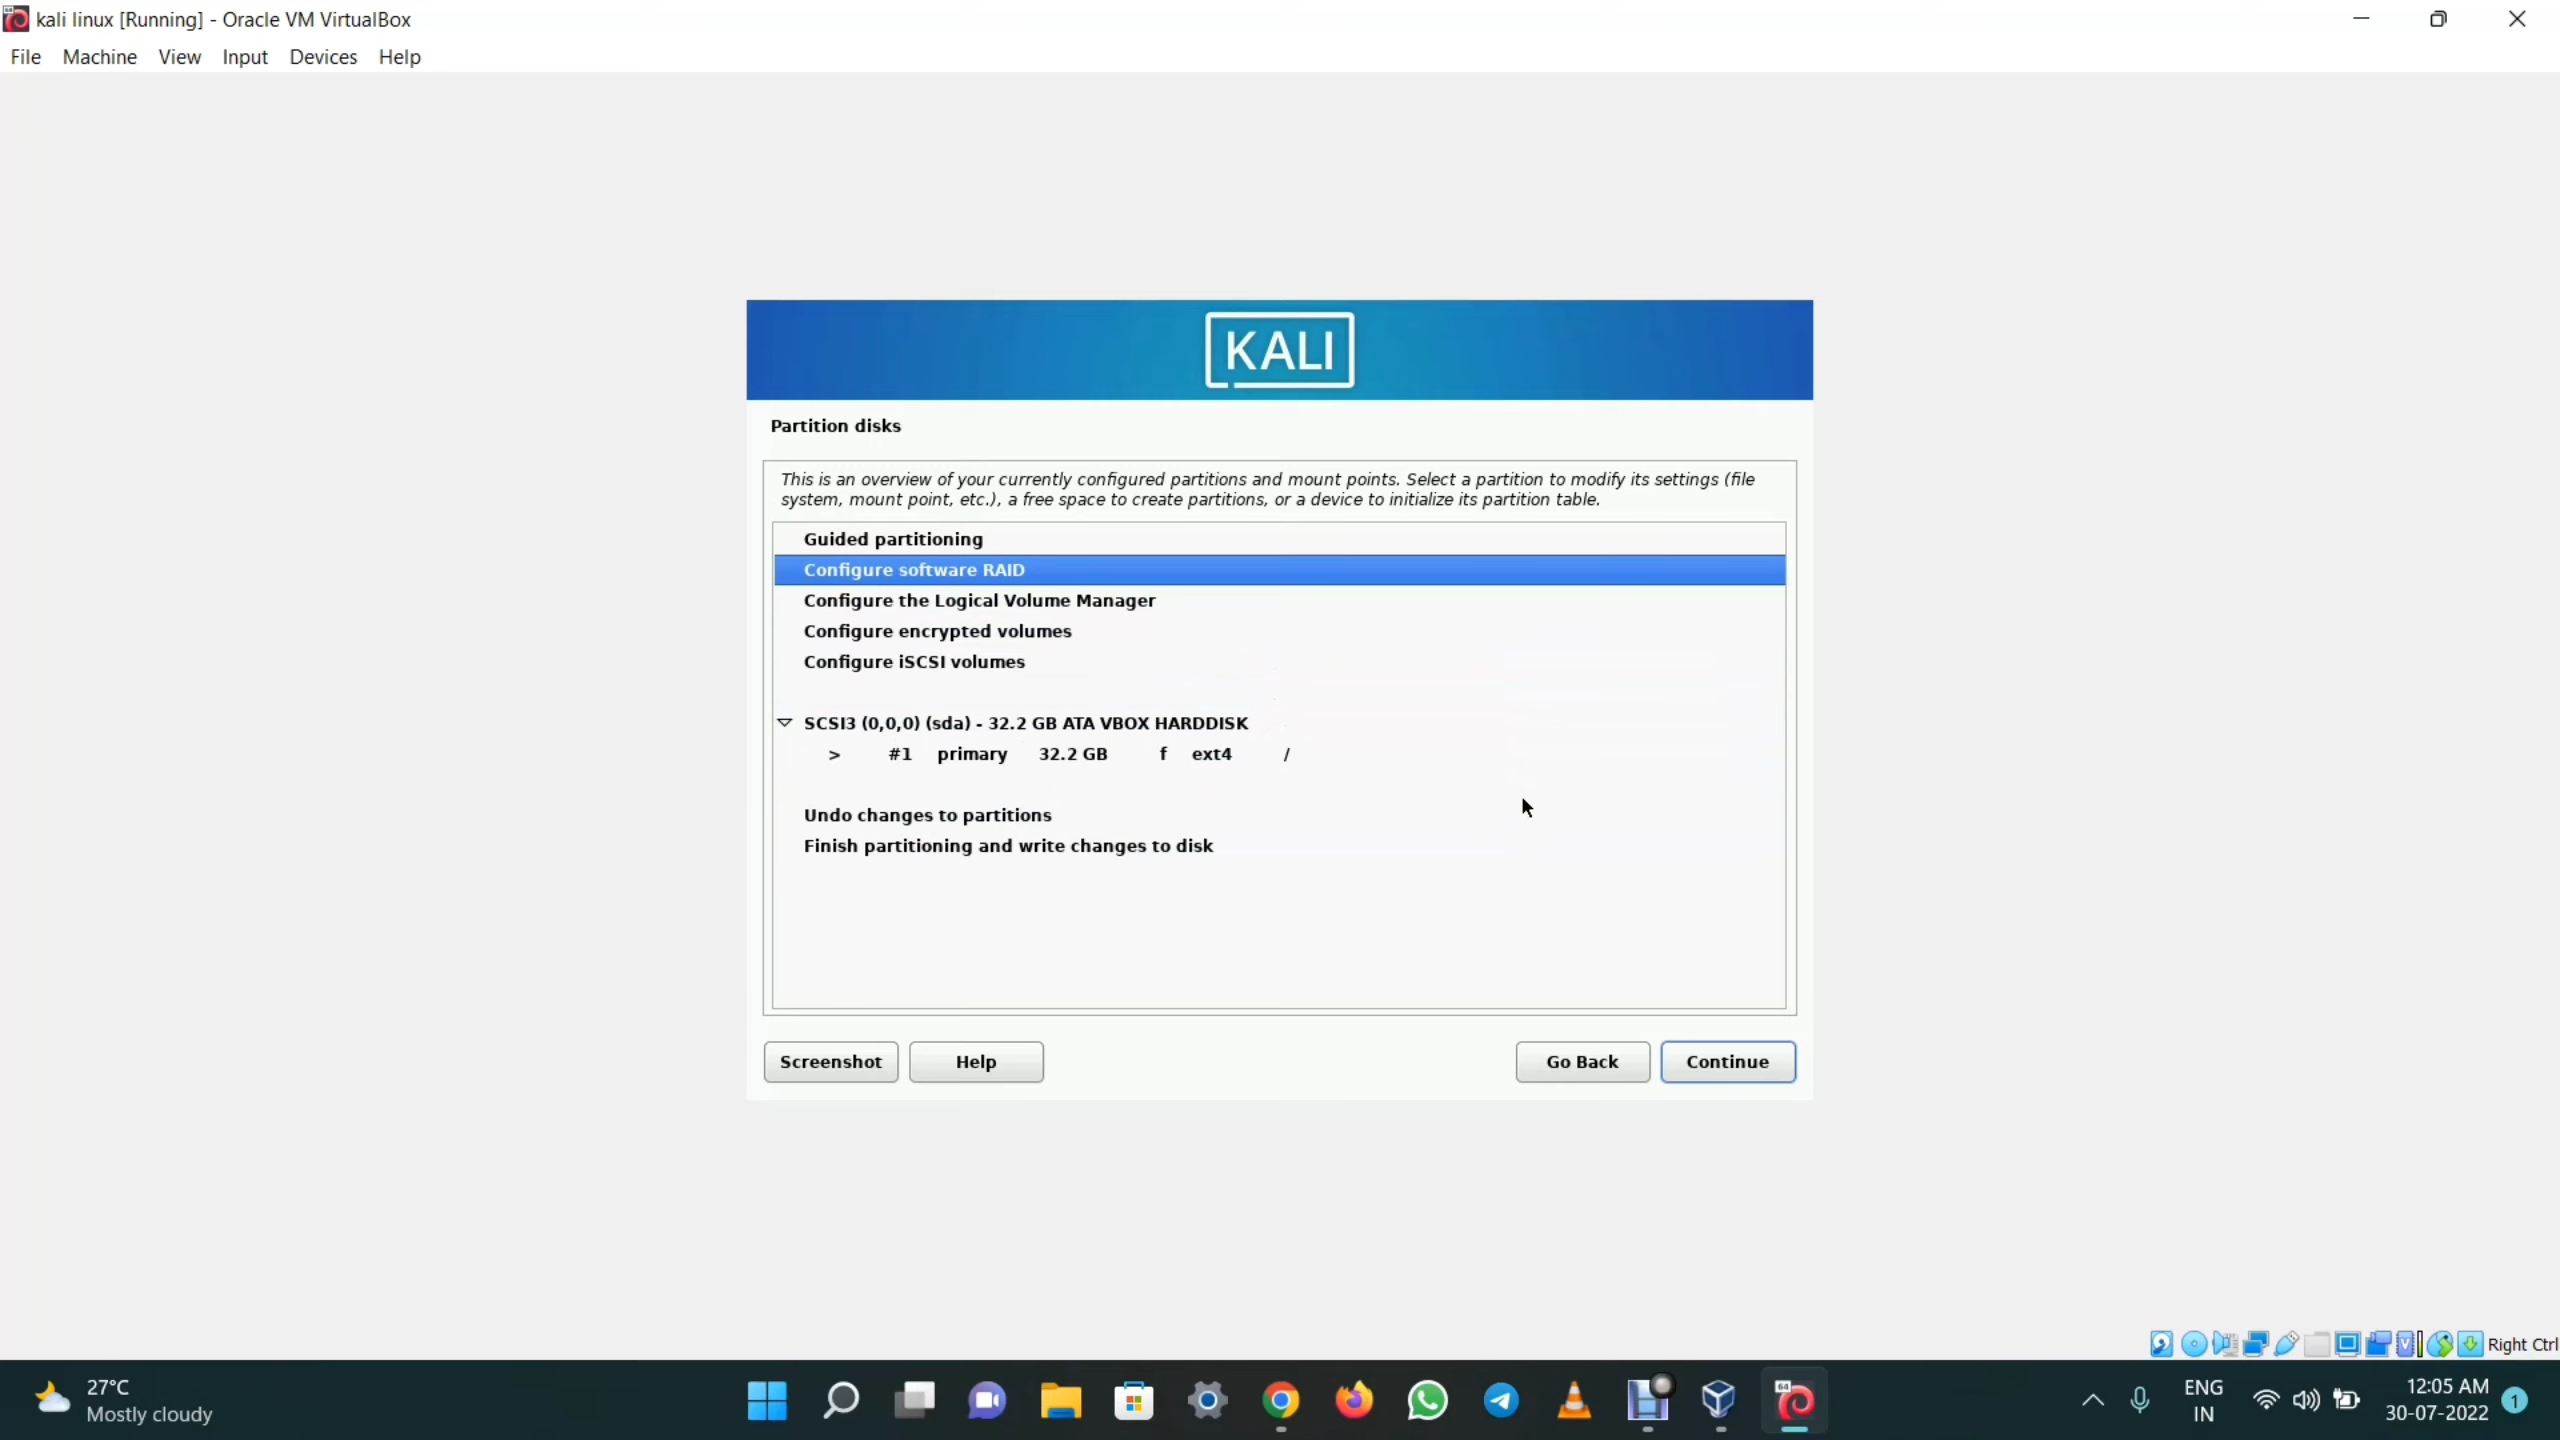 kali linux [Running] - Oracle VM VirtualBox
File Machine View Input Devices Help
KALI
Partition disks
This is an overview of your currently configured partitions and mount points. Select a partition to modify its settings (file
system, mount point, etc.), a free space to create partitions, or a device to initialize its partition table.
Guided partitioning
Configure software RAID
Configure the Logical Volume Manager
Configure encrypted volumes
Configure iSCSI volumes
SCSI3 (0,0,0) (sda) - 32.2 GB ATA VBOX HARDDISK
> #1 primary 32.2 GB f ext4 /
Undo changes to partitions
Finish partitioning and write changes to disk
Screenshot Help Go Back Continue
Right Ctrl
27°C
Mostly cloudy
64
ENG
IN
12:05 AM
30-07-2022
1